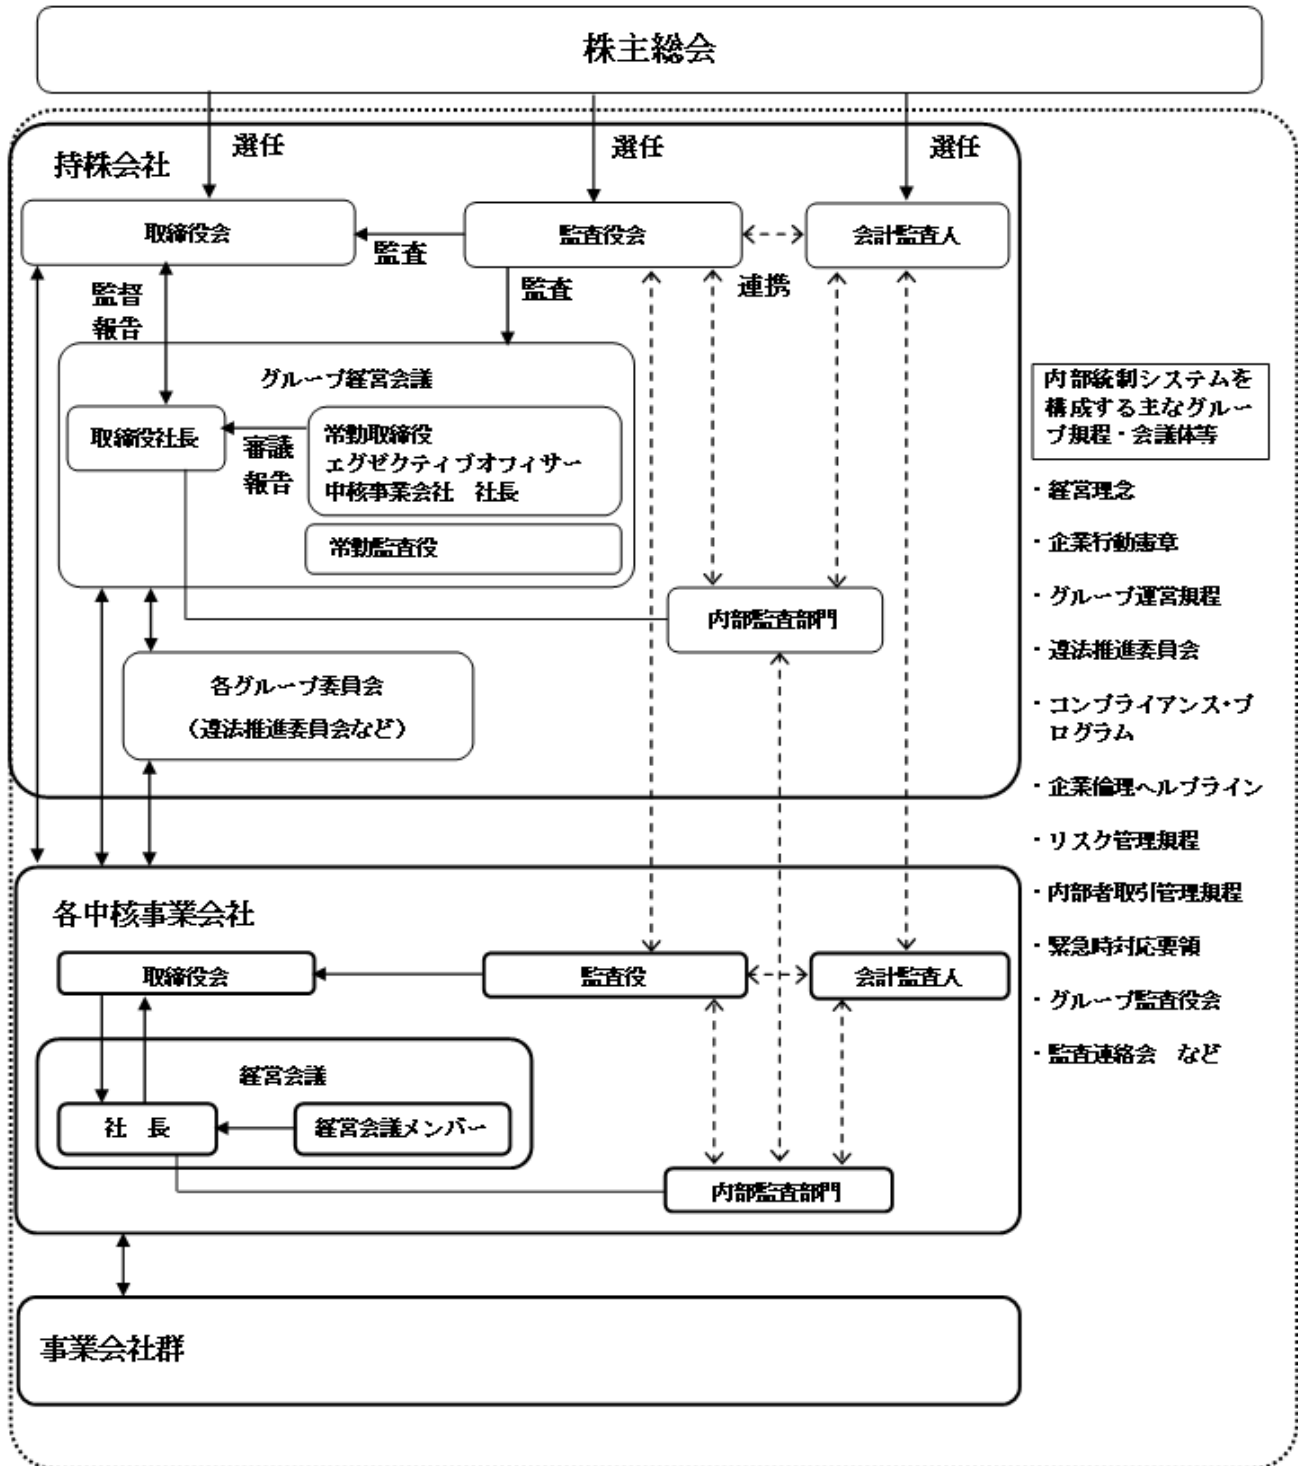 株主総会
選任
選任
選任
持株会社
取締役会
監査役会
会計監査人
監査
監督
報告
監査
連携
グループ経営会議
取締役社長
審議
報告
常勤取締役
エグゼクティブオフィサー
中核事業会社　社長
常勤監査役
内部監査部門
各グループ委員会
（遵法推進委員会など）
各中核事業会社
取締役会
監査役
会計監査人
経営会議
社　長
経営会議メンバー
内部監査部門
事業会社群
内部統制システムを
構成する主なグルー
プ規程・会議体等
・経営理念
・企業行動憲章
・グループ運営規程
・遵法推進委員会
・コンプライアンス・プ
ログラム
・企業倫理ヘルプライン
・リスク管理規程
・内部者取引管理規程
・緊急時対応要領
・グループ監査役会
・監査連絡会　など